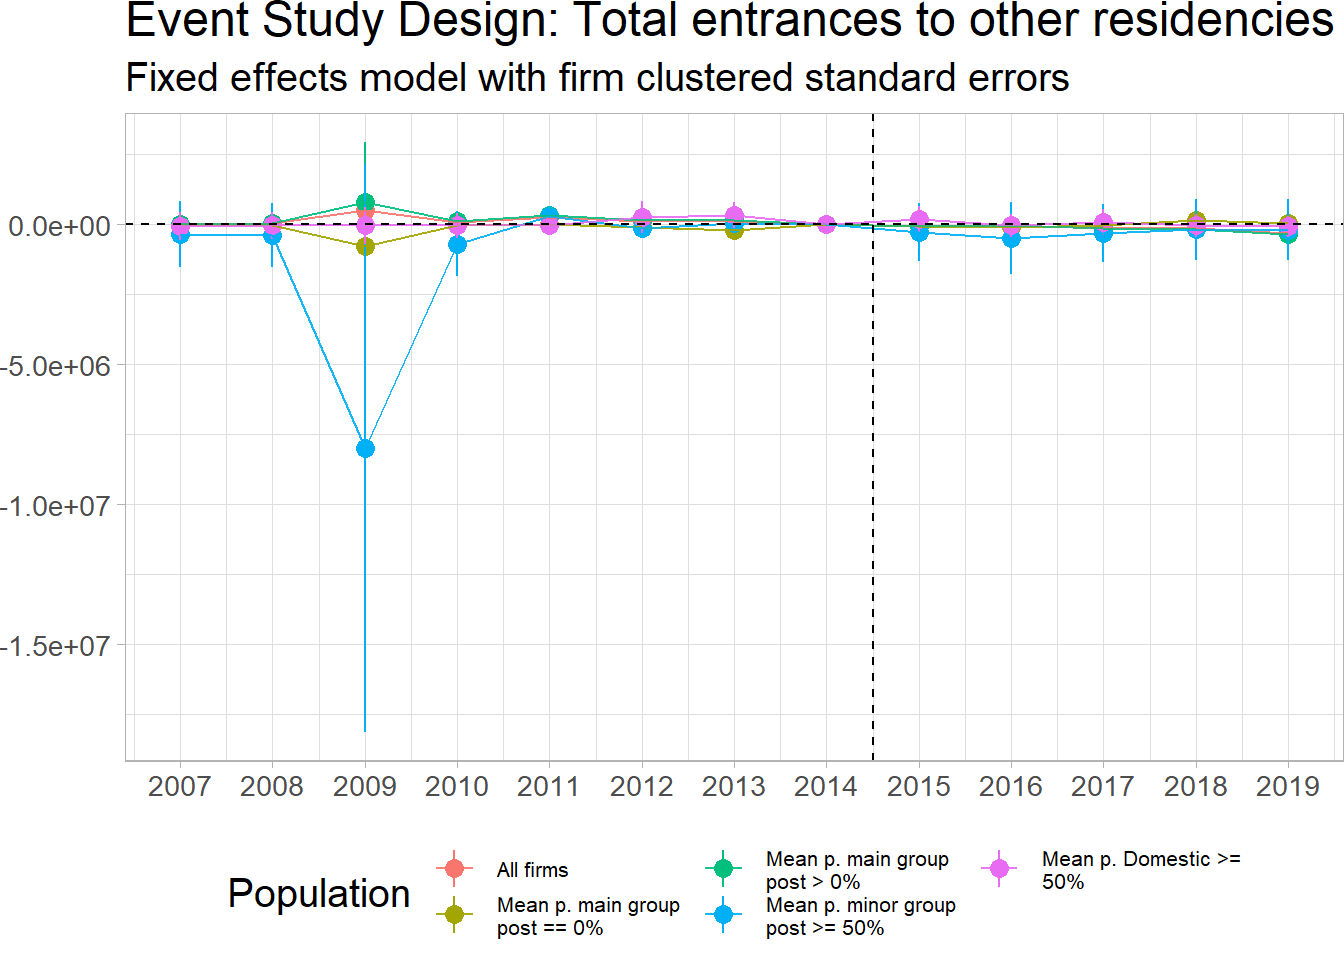 Event Study Design: Total entrances to other residencies
Fixed effects model with firm clustered standard errors
0.0e+00
-5.0e+06
-1.0e+07
-1.5e+07
2007 2008 2009 2010 2011 2012 2013 2014 2015 2016 2017 2018 2019
Population
All firms
Mean p. main group
post == 0%
Mean p. main group
post > 0%
Mean p. minor group
post >= 50%
Mean p. Domestic >=
50%